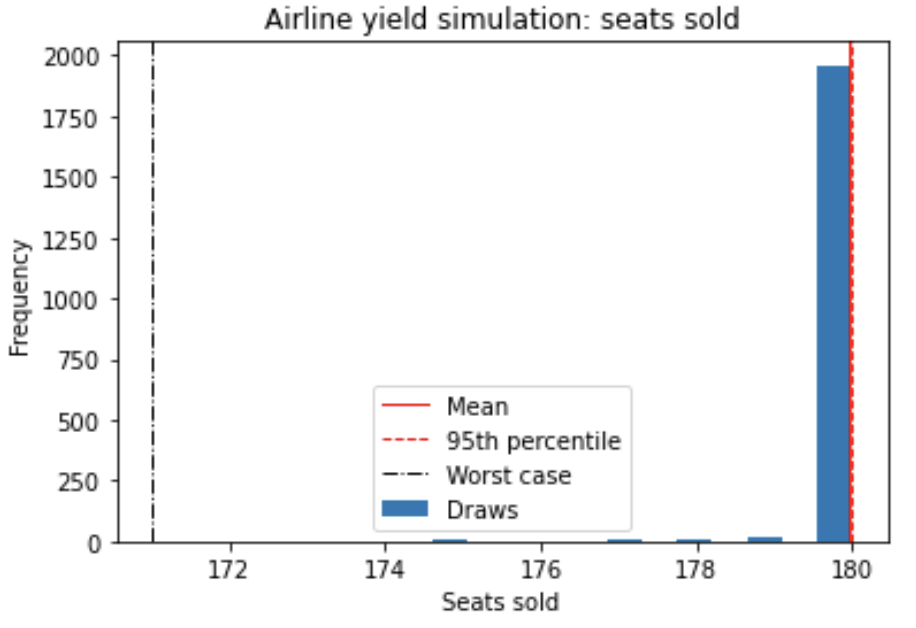 Airline yield simulation: seats sold
Frequency
2000
1750
1500
1250
1000
750
500
250
0
Mean
95th percentile
Worst case
Draws
172 174 176 178 180
Seats sold